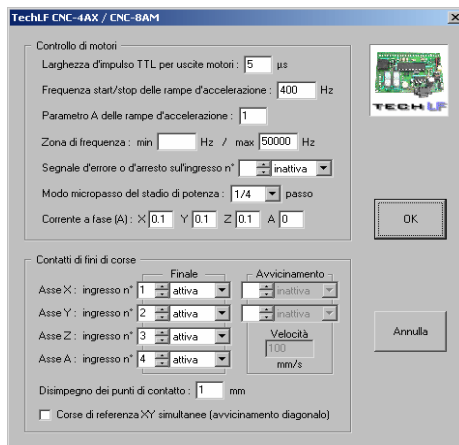 TechLF CNC-4AX / CNC-8AM
Controllo di motori
Larghezza d'impulso TTL per uscite motori : 5 µs
Frequenza start/stop delle rampe d'accelerazione : 400 Hz
Parametro A delle rampe d'accelerazione : 1
Zona di frequenza : min Hz / max 50000 Hz
Segnale d'errore o d'arresto sull'ingresso n° inattiva
Modo micropasso del stadio di potenza : 1/4 passo
Corrente a fase (A) : X 0.1 Y 0.1 Z 0.1 A 0
TECH LF
OK
Contatti di fini di corse
Finale Avvicinamento
Asse X : ingresso n° 1 attiva inattiva
Asse Y : ingresso n° 2 attiva inattiva
Asse Z : ingresso n° 3 attiva Velocità
100
Asse A : ingresso n° 4 attiva mm/s
Annulla
Disimpegno dei punti di contatto : 1 mm
Corse di referenza XY simultanee (avvicinamento diagonalo)